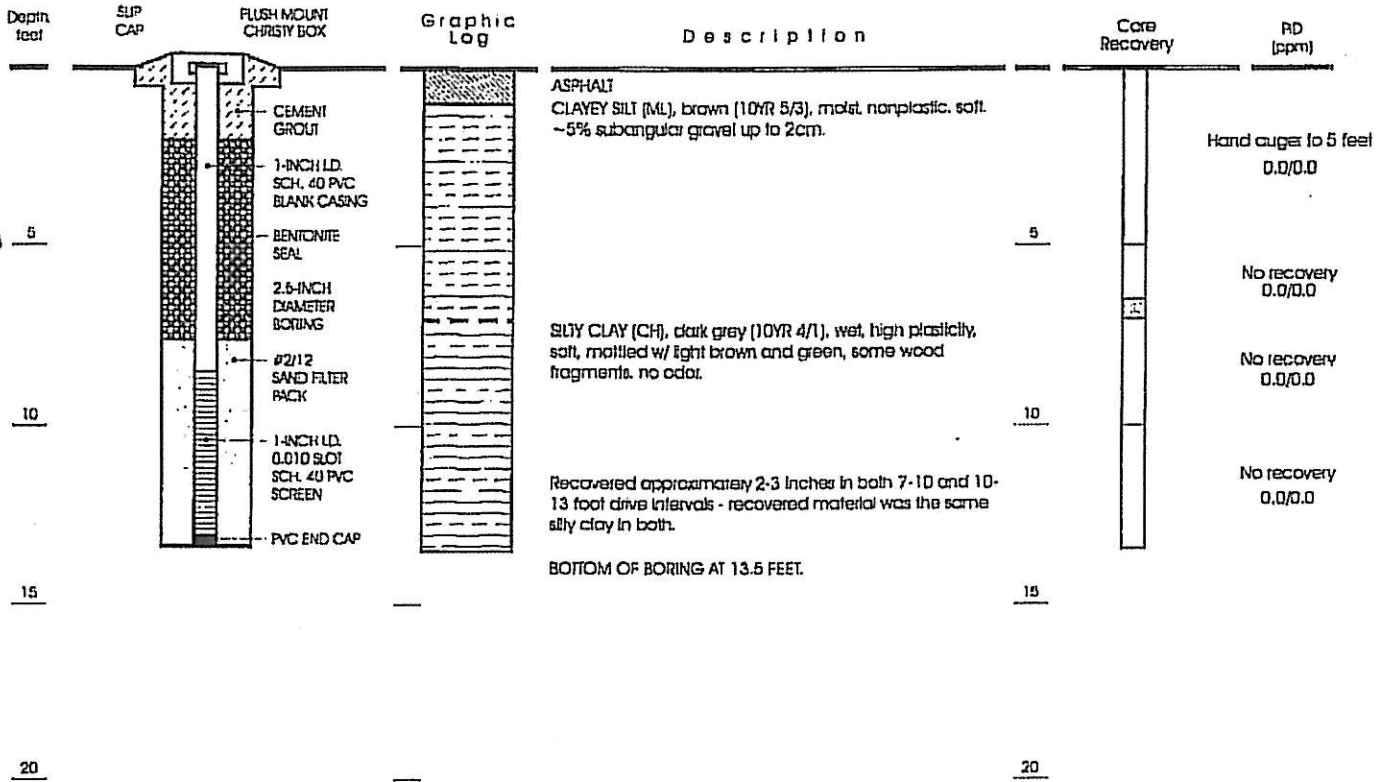 Depth
feet
SLIP
CAP
FLUSH MOUNT
CHRISTY BOX
Graphic
Log
Description
Core
Recovery
PID
(ppm)
CEMENT
GROUT
1-INCH I.D.
SCH. 40 PVC
BLANK CASING
BENTONITE
SEAL
2.5-INCH
DIAMETER
BORING
#2/12
SAND FILTER
PACK
1-INCH I.D.
0.010 SLOT
SCH. 40 PVC
SCREEN
PVC END CAP
5
10
15
20
ASPHALT
CLAYEY SILT (ML), brown (10YR 5/3), moist, nonplastic, soft.
~5% subangular gravel up to 2cm.
SILTY CLAY (CH), dark grey (10YR 4/1), wet, high plasticity,
soft, mottled w/ light brown and green, some wood
fragments, no odor.
Recovered approximately 2-3 inches in both 7-10 and 10-
13 foot drive intervals - recovered material was the same
silty clay in both.
BOTTOM OF BORING AT 13.5 FEET.
5
10
15
20
Hand auger to 5 feet
0.0/0.0
No recovery
0.0/0.0
No recovery
0.0/0.0
No recovery
0.0/0.0